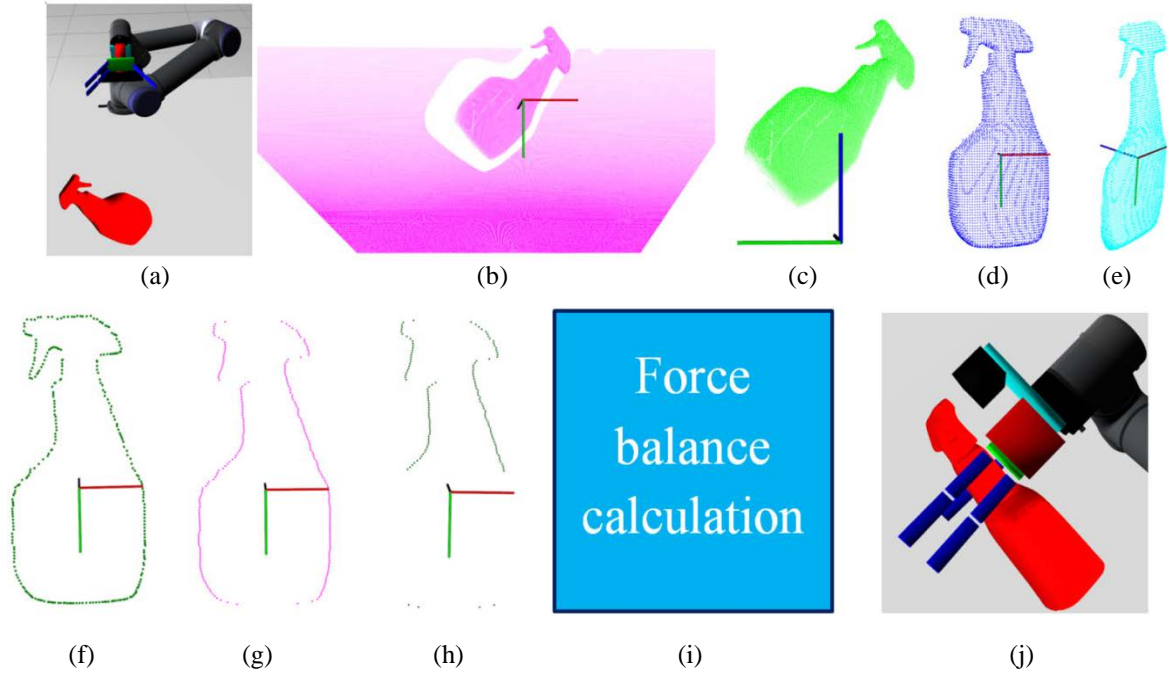 (a)
(b)
(c)
(d)
(e)
Force
balance
calculation
(f)
(g)
(h)
(i)
(j)